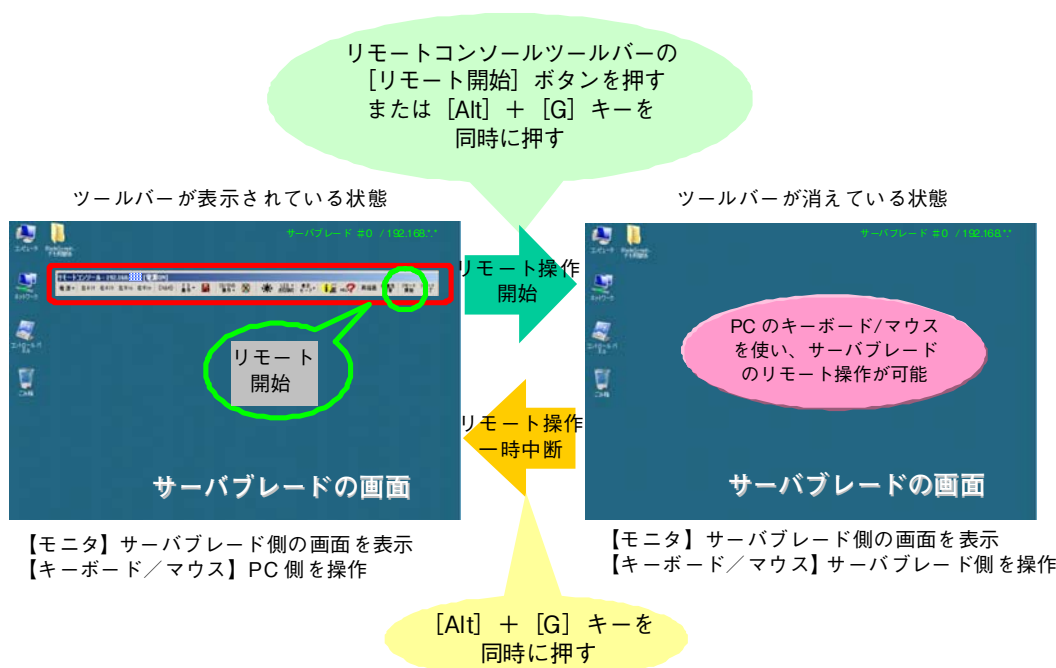 リモートコンソールツールバーの
［リモート開始］ボタンを押す
または［Alt］＋［G］キーを
同時に押す
ツールバーが表示されている状態
ツールバーが消えている状態
サーバブレード #0 / 192.168.*.*
サーバブレード #0 / 192.168.*.*
リモート操作
開始
リモート
開始
PC のキーボード/マウス
を使い、サーバブレード
のリモート操作が可能
リモート操作
一時中断
サーバブレードの画面
サーバブレードの画面
【モニタ】サーバブレード側の画面を表示
【キーボード／マウス】PC 側を操作
【モニタ】サーバブレード側の画面を表示
【キーボード／マウス】サーバブレード側を操作
［Alt］＋［G］キーを
同時に押す